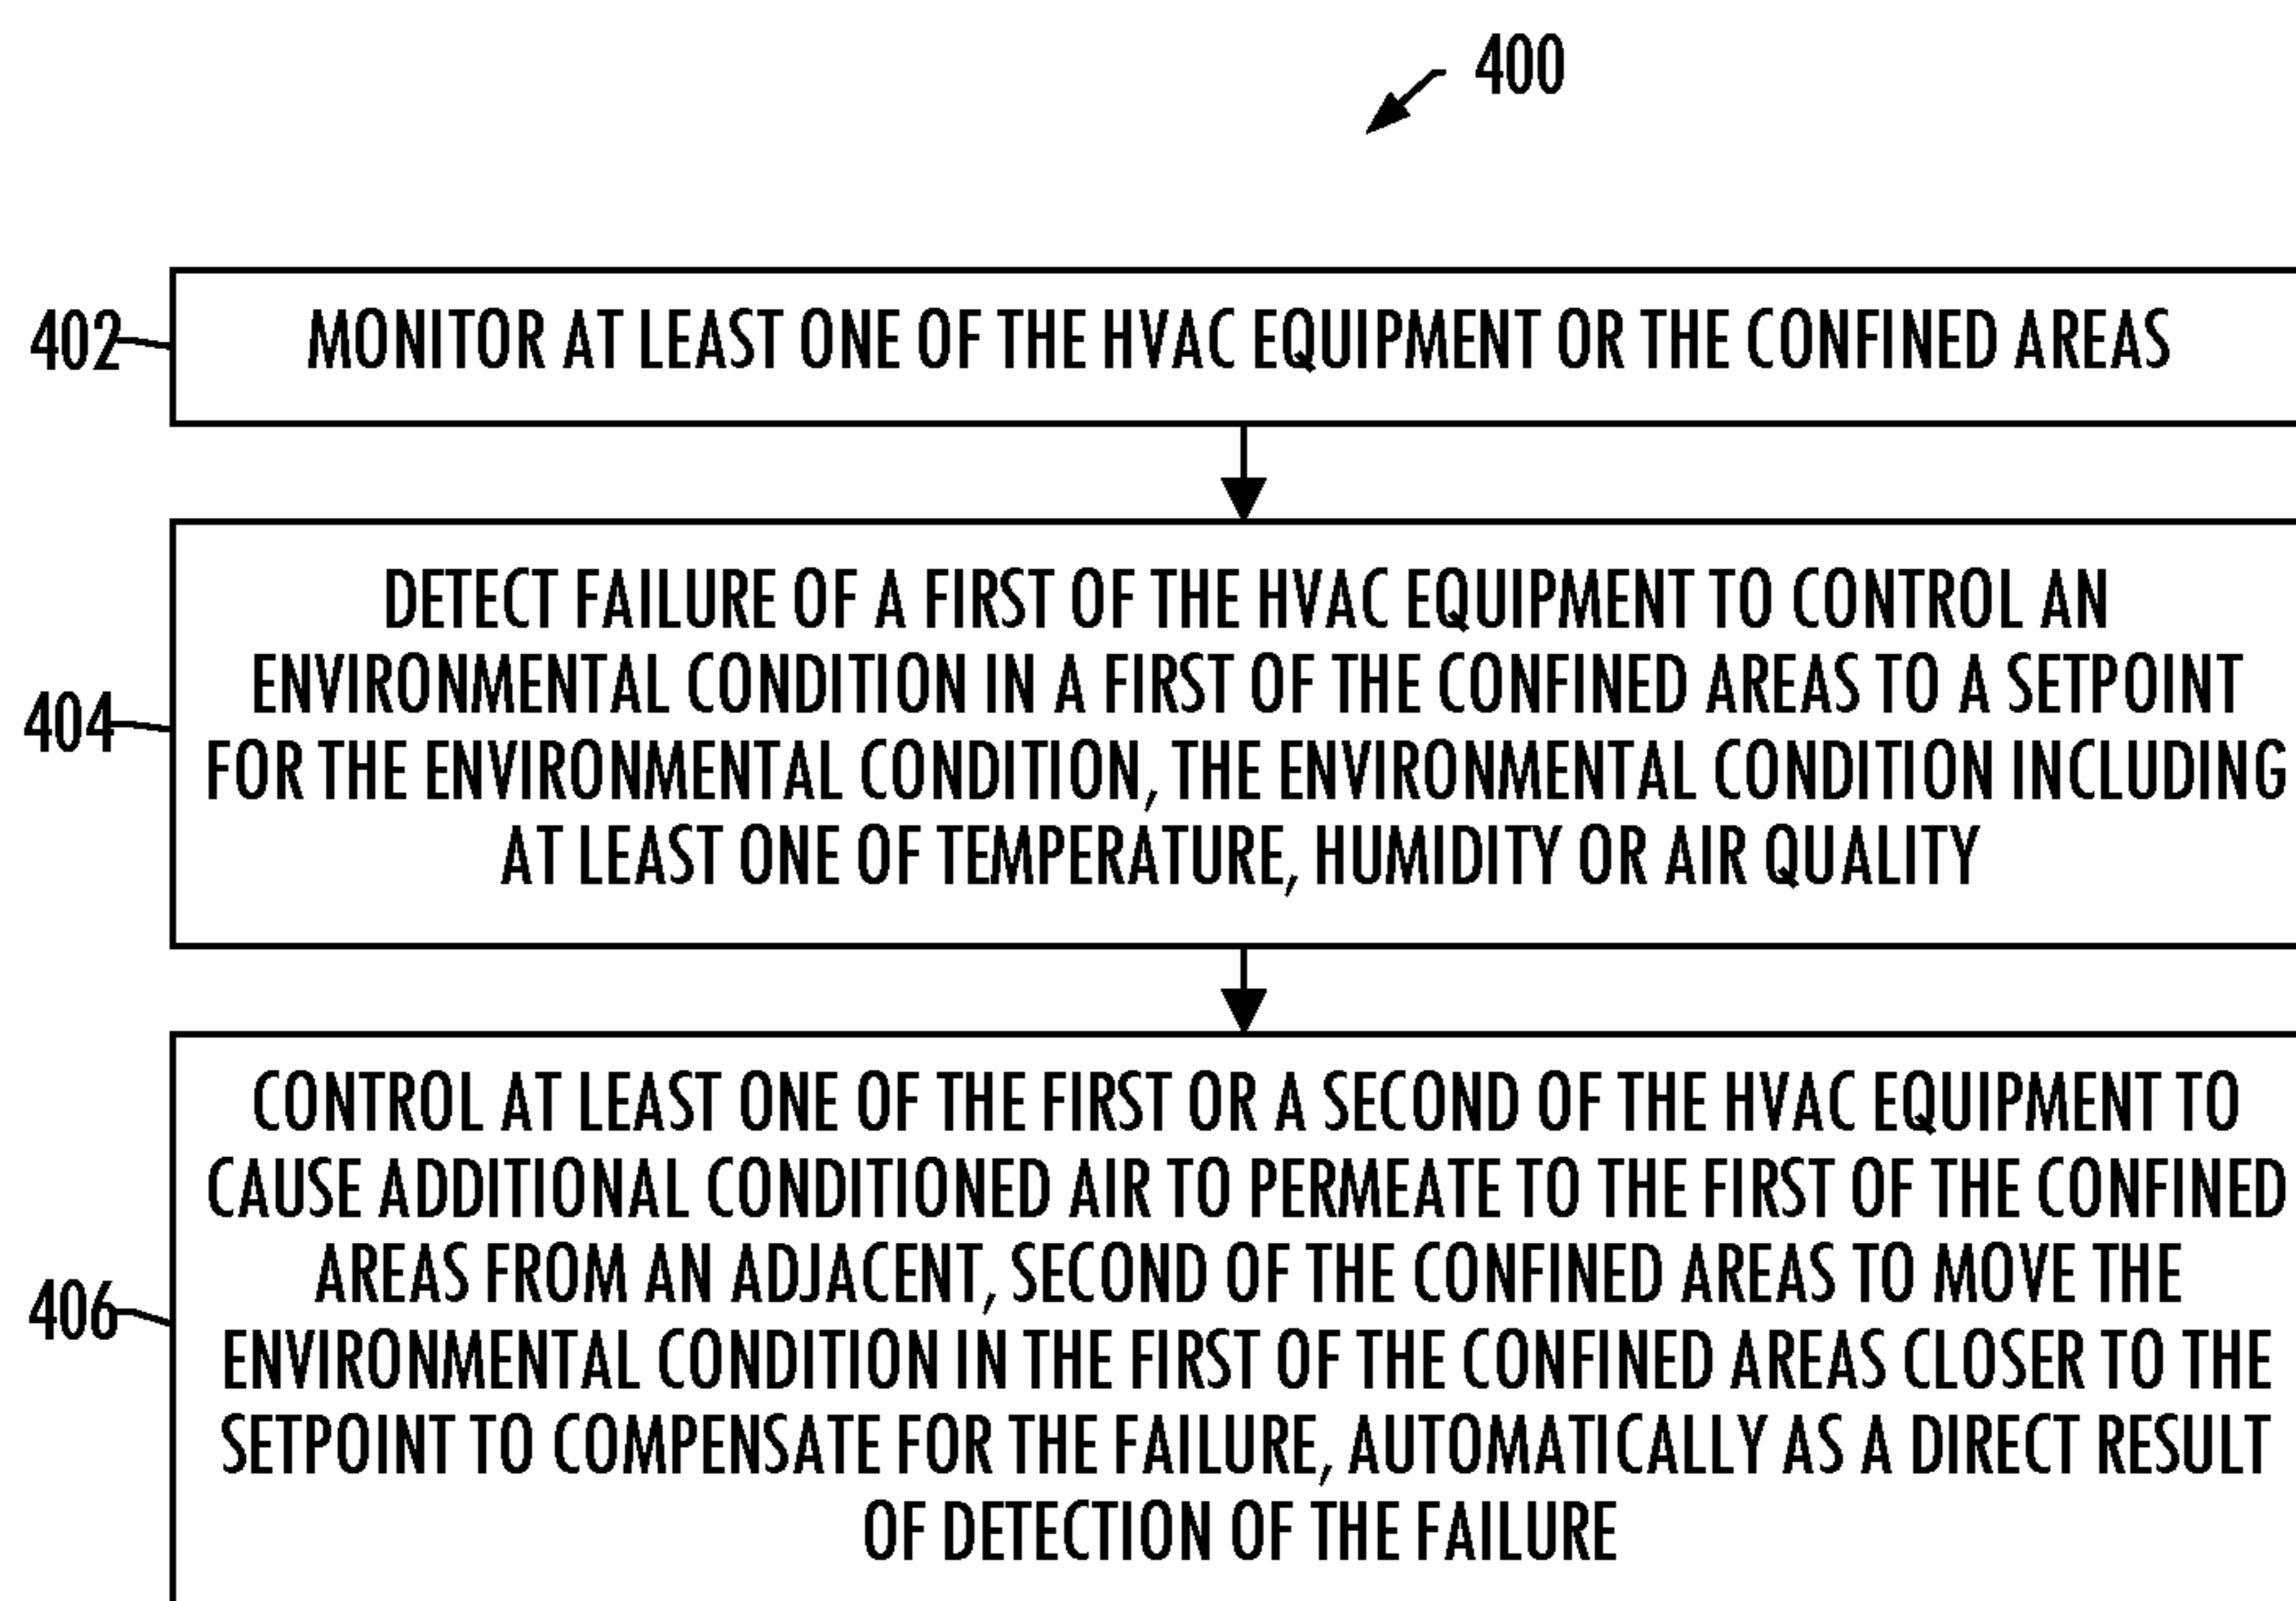 400
402
MONITOR AT LEAST ONE OF THE HVAC EQUIPMENT OR THE CONFINED AREAS
404
DETECT FAILURE OF A FIRST OF THE HVAC EQUIPMENT TO CONTROL AN
ENVIRONMENTAL CONDITION IN A FIRST OF THE CONFINED AREAS TO A SETPOINT
FOR THE ENVIRONMENTAL CONDITION, THE ENVIRONMENTAL CONDITION INCLUDING
AT LEAST ONE OF TEMPERATURE, HUMIDITY OR AIR QUALITY
406
CONTROL AT LEAST ONE OF THE FIRST OR A SECOND OF THE HVAC EQUIPMENT TO
CAUSE ADDITIONAL CONDITIONED AIR TO PERMEATE TO THE FIRST OF THE CONFINED
AREAS FROM AN ADJACENT, SECOND OF THE CONFINED AREAS TO MOVE THE
ENVIRONMENTAL CONDITION IN THE FIRST OF THE CONFINED AREAS CLOSER TO THE
SETPOINT TO COMPENSATE FOR THE FAILURE, AUTOMATICALLY AS A DIRECT RESULT
OF DETECTION OF THE FAILURE